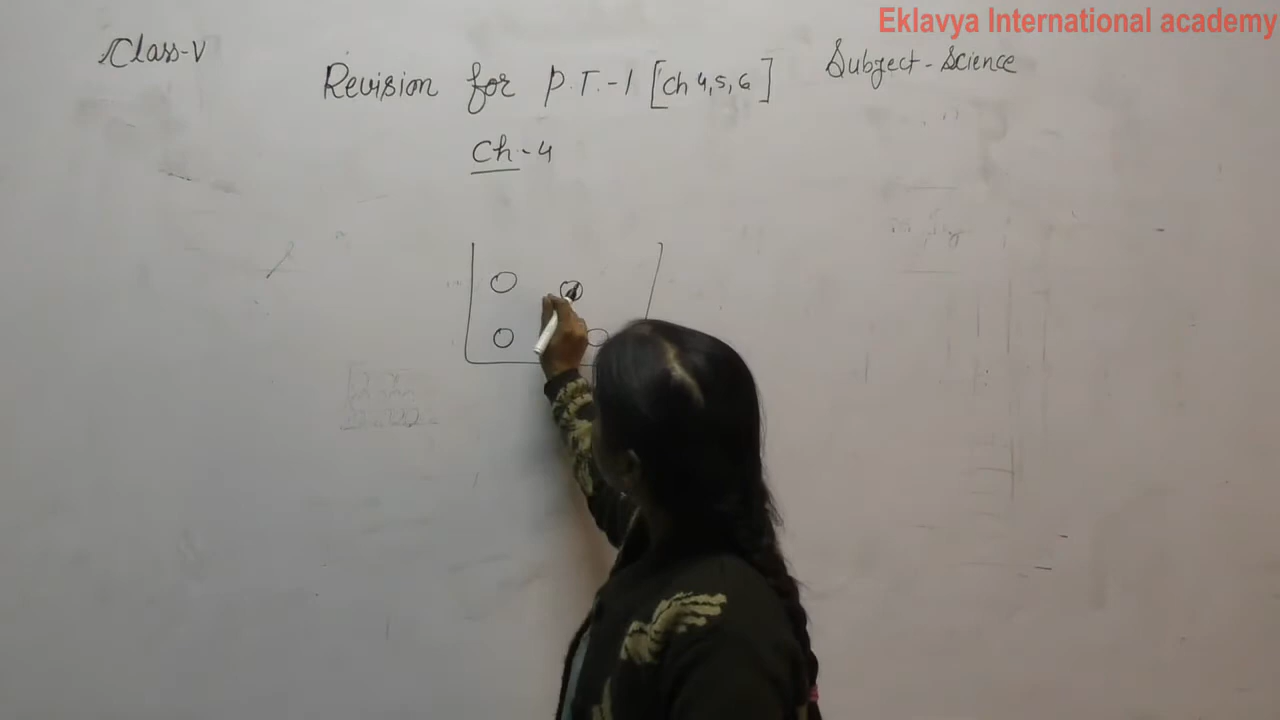 Eklavya International academy
Class-V
Subject-Science
Revision for P.T.-1 [Ch 4,5,6]
Ch-4